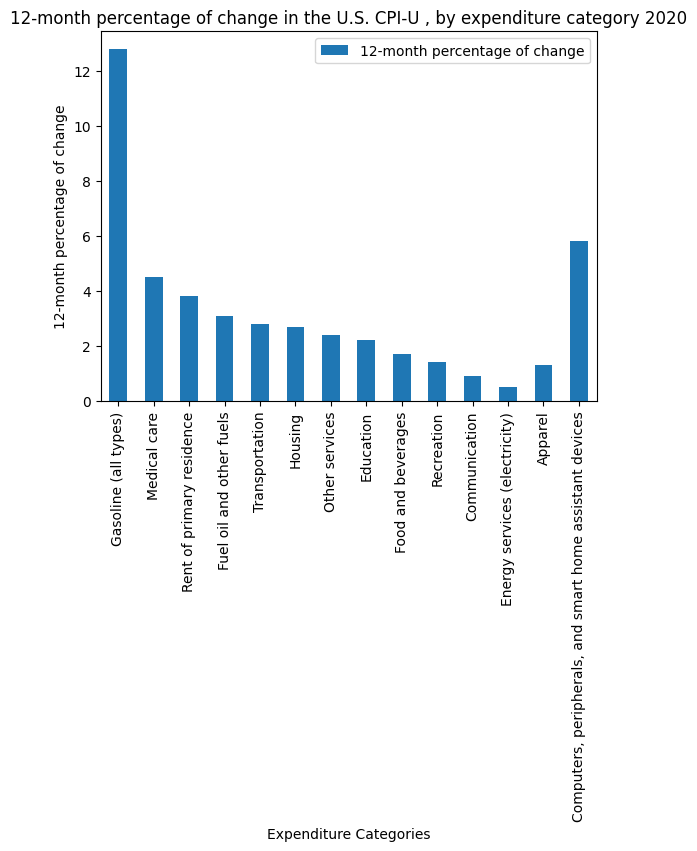 12-month percentage of change in the U.S. CPI-U , by expenditure category 2020
12-month percentage of change
12-month percentage of change
12
10
8
6
4
2
0
Gasoline (all types)
Medical care
Rent of primary residence
Fuel oil and other fuels
Transportation
Housing
Other services
Education
Food and beverages
Recreation
Communication
Energy services (electricity)
Apparel
Computers, peripherals, and smart home assistant devices
Expenditure Categories